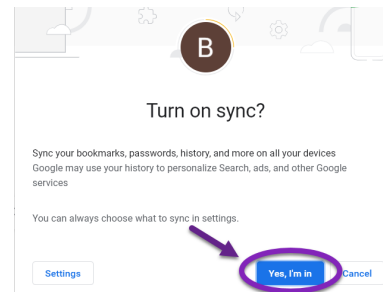 B
Turn on sync?
Sync your bookmarks, passwords, history, and more on all your devices
Google may use your history to personalize Search, ads, and other Google
services
You can always choose what to sync in settings.
Settings
Yes, I'm in
Cancel